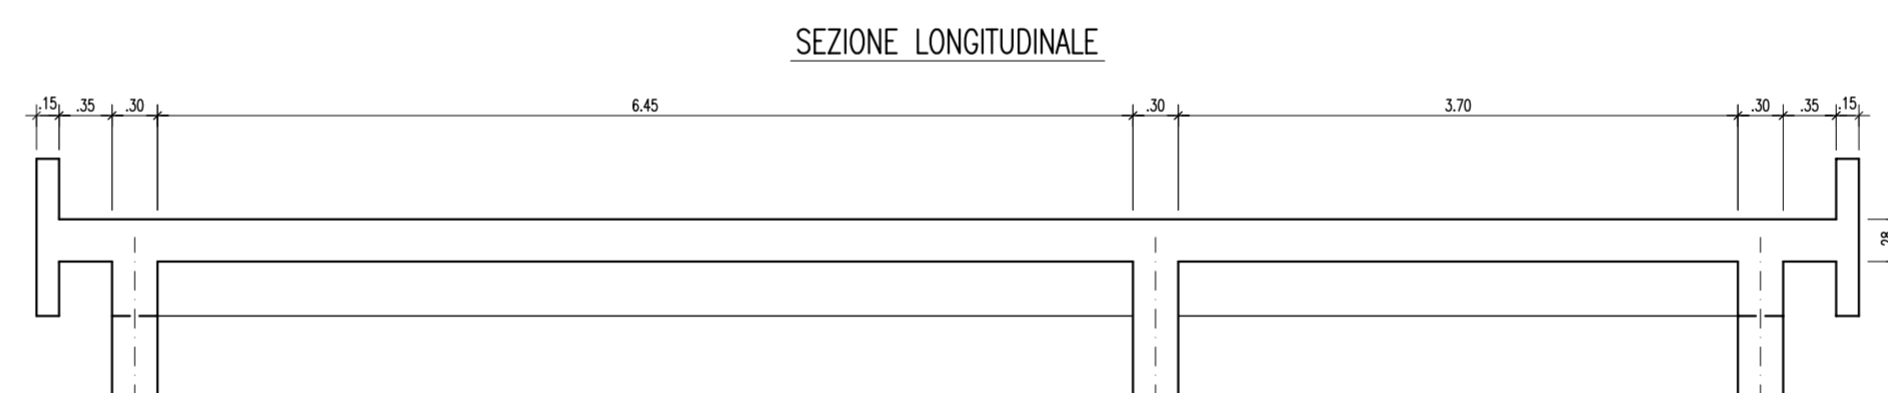 SEZIONE LONGITUDINALE
.15 .35 .30 6.45 .30 3.70 .30 .35 .15